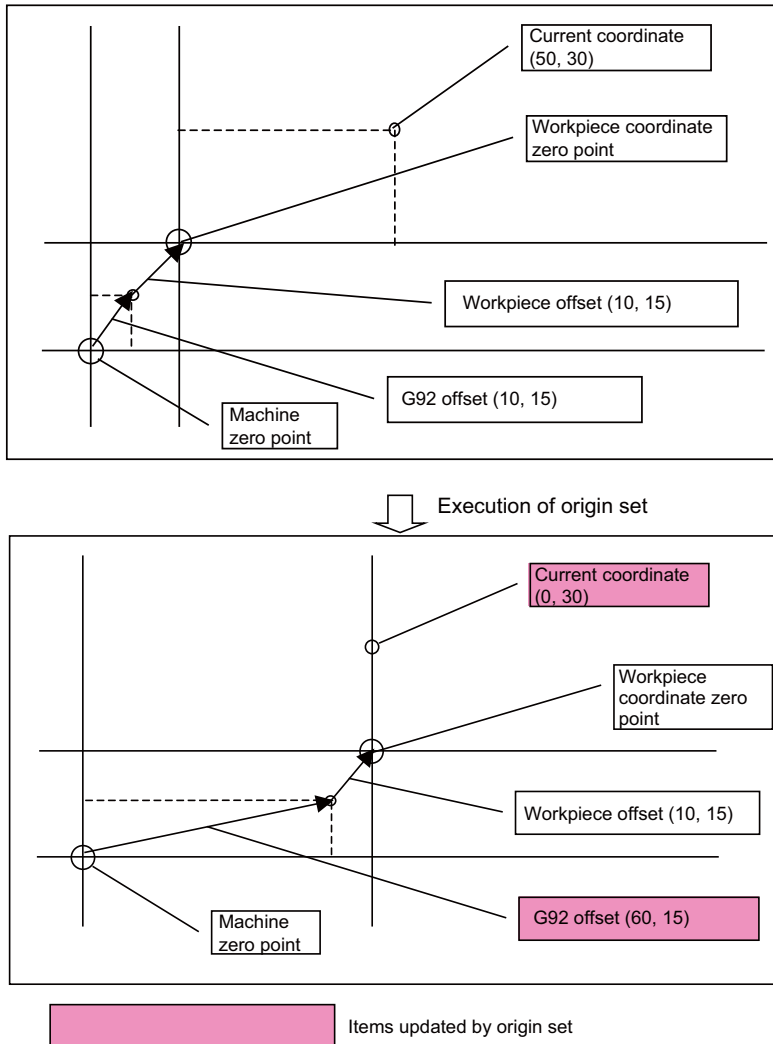 Current coordinate
(50, 30)
Workpiece coordinate
zero point
Workpiece offset (10, 15)
G92 offset (10, 15)
Machine
zero point
Execution of origin set
Current coordinate
(0, 30)
Workpiece
coordinate zero
point
Workpiece offset (10, 15)
G92 offset (60, 15)
Machine
zero point
Items updated by origin set